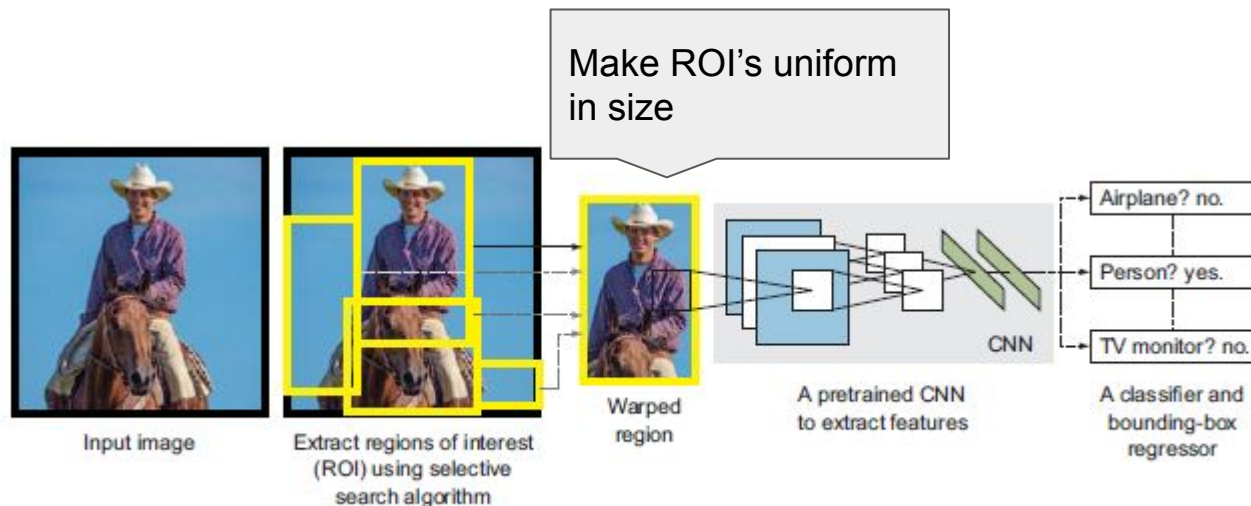 Make ROI’s uniform
in size
Input image
Extract regions of interest
(ROI) using selective
search algorithm
Warped
region
CNN
A pretrained CNN
to extract features
Airplane? no.
Person? yes.
TV monitor? no.
A classifier and
bounding-box
regressor